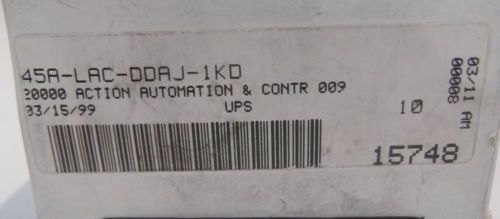 45A-LAC-DDAJ-1KD
20000 ACTION AUTOMATION & CONTR 009
03/15/99 UPS 10
15748
03/11 AM
00008